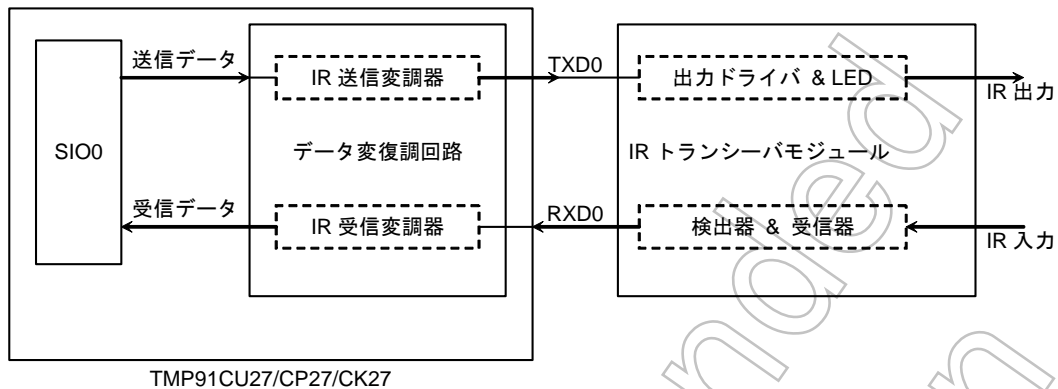 送信データ
IR 送信変調器
TXD0
出力ドライバ & LED
IR 出力
SIO0
データ変復調回路
IR トランシーバモジュール
受信データ
IR 受信変調器
RXD0
検出器 & 受信器
IR 入力
TMP91CU27/CP27/CK27